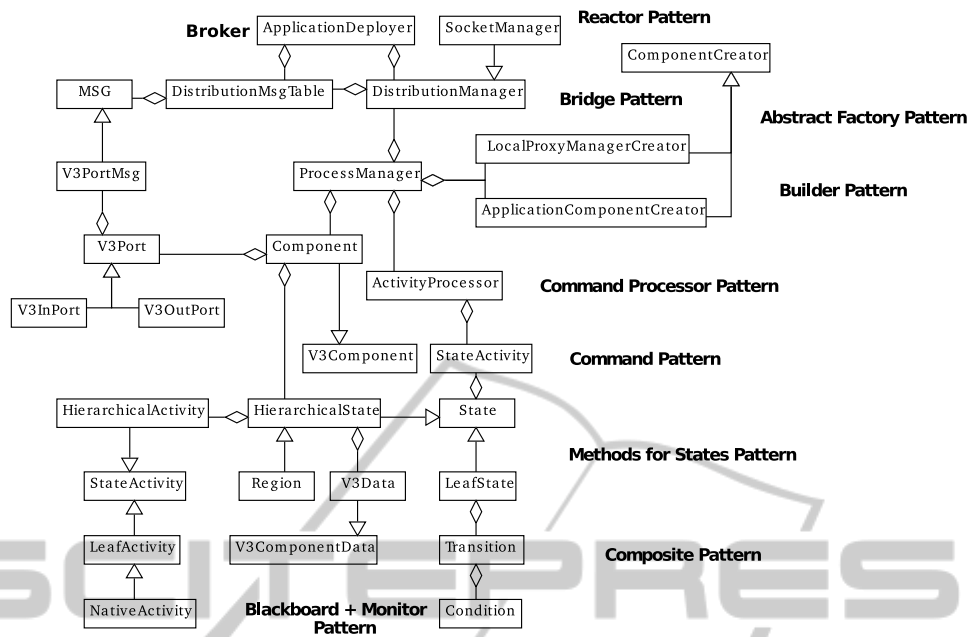 Reactor Pattern
Broker
ApplicationDeployer
SocketManager
ComponentCreator
MSG
DistributionMsgTable
DistributionManager
Bridge Pattern
Abstract Factory Pattern
LocalProxyManagerCreator
V3PortMsg
ProcessManager
Builder Pattern
ApplicationComponentCreator
V3Port
Component
ActivityProcessor
Command Processor Pattern
V3InPort
V3OutPort
V3Component
StateActivity
Command Pattern
HierarchicalActivity
HierarchicalState
State
Methods for States Pattern
StateActivity
Region
V3Data
LeafState
LeafActivity
V3ComponentData
Transition
Composite Pattern
NativeActivity
Blackboard + Monitor
Pattern
Condition
SCITEPRESS